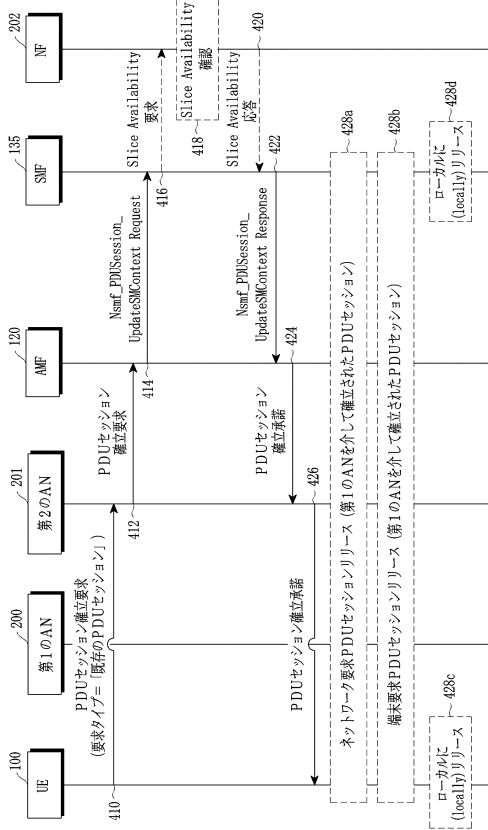 100
UE
200
第1のAN
201
第2のAN
120
AMF
135
SMF
202
NF
PDUセッション確立要求
(要求タイプ=「既存のPDUセッション」)
410
PDUセッション
確立要求
412
Nsmf_PDUSession_
UpdateSMContext Request
414
Slice Availability
要求
416
Slice Availability
確認
418
Slice Availability
応答
420
Nsmf_PDUSession_
UpdateSMContext Response
422
PDUセッション
確立承諾
424
PDUセッション確立承諾
426
ネットワーク要求PDUセッションリリース (第1のANを介して確立されたPDUセッション)
428a
端末要求PDUセッションリリース (第1のANを介して確立されたPDUセッション)
428b
ローカルに
(locally)リリース
428c
ローカルに
(locally)リリース
428d